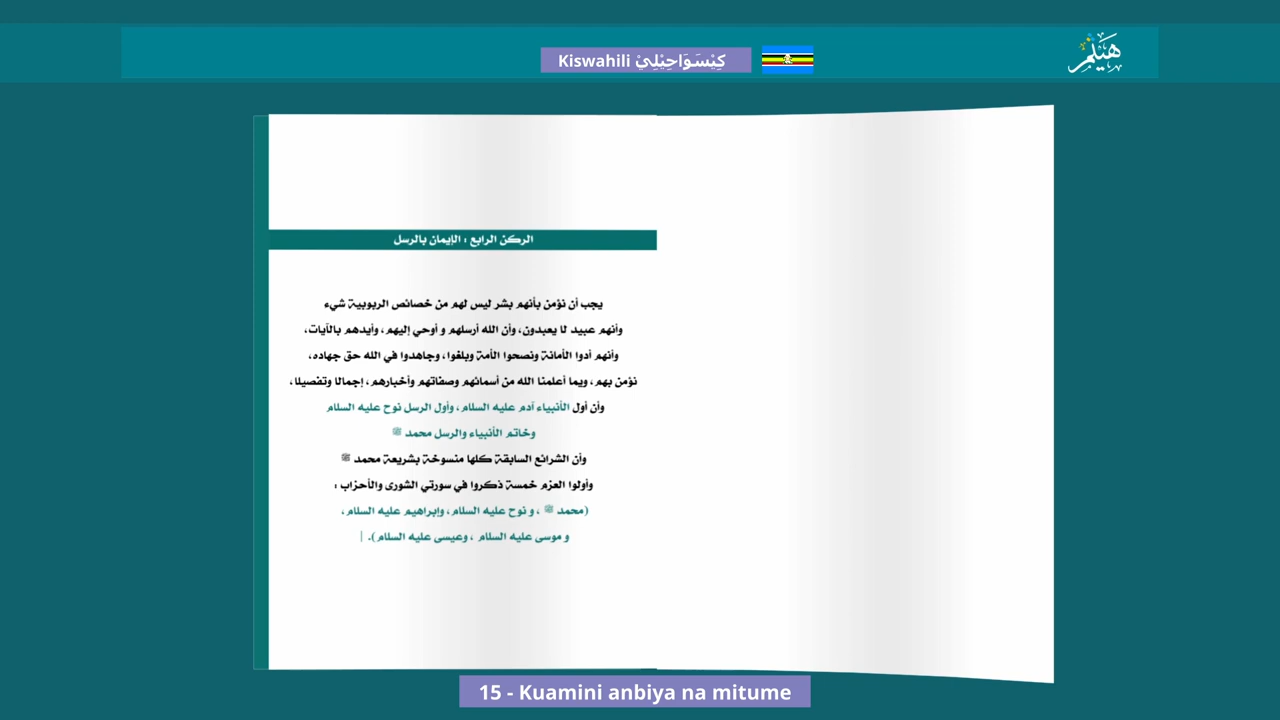 Kiswahili كِيْسَوَاحِيْلِيْ
هَيْتَمْ
الركن الرابع : الإيمان بالرسل
يجب أن نؤمن بأنهم بشر ليس لهم من خصائص الربوبية شيء
وأنهم عبيد لا يعبدون، وأن الله أرسلهم و أوحي إليهم، وأيدهم بالآيات،
وأنهم أدوا الأمانة ونصحوا الأمة وبلغوا، وجاهدوا في الله حق جهاده،
نؤمن بهم، وبما أعلمنا الله من أسمائهم وصفاتهم وأخبارهم، إجمالا وتفصيلا،
وأن أول الأنبياء آدم عليه السلام، وأول الرسل نوح عليه السلام
وخاتم الأنبياء والرسل محمد ﷺ
وأن الشرائع السابقة كلها منسوخة بشريعة محمد ﷺ
وأولوا العزم خمسة ذكروا في سورتي الشورى والأحزاب :
(محمد ﷺ ، و نوح عليه السلام، وإبراهيم عليه السلام،
و موسى عليه السلام ، وعيسى عليه السلام).
15 - Kuamini anbiya na mitume